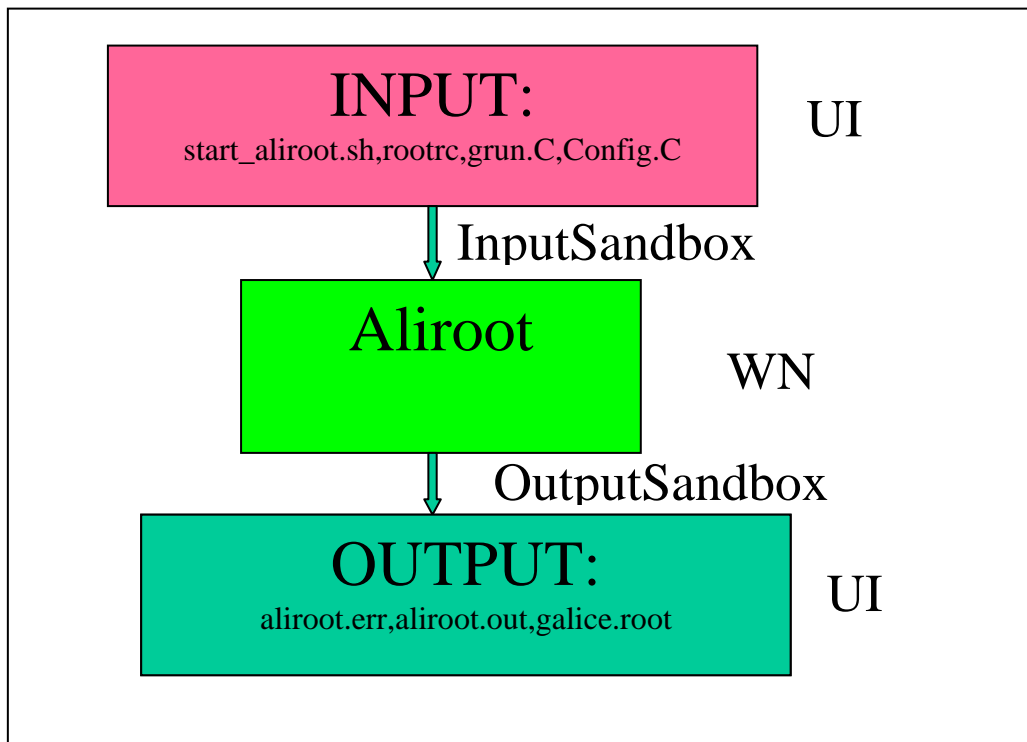 INPUT:
start_aliroot.sh,rootrc,grun.C,Config.C
UI
InputSandbox
Aliroot
WN
OutputSandbox
OUTPUT:
aliroot.err,aliroot.out,galice.root
UI